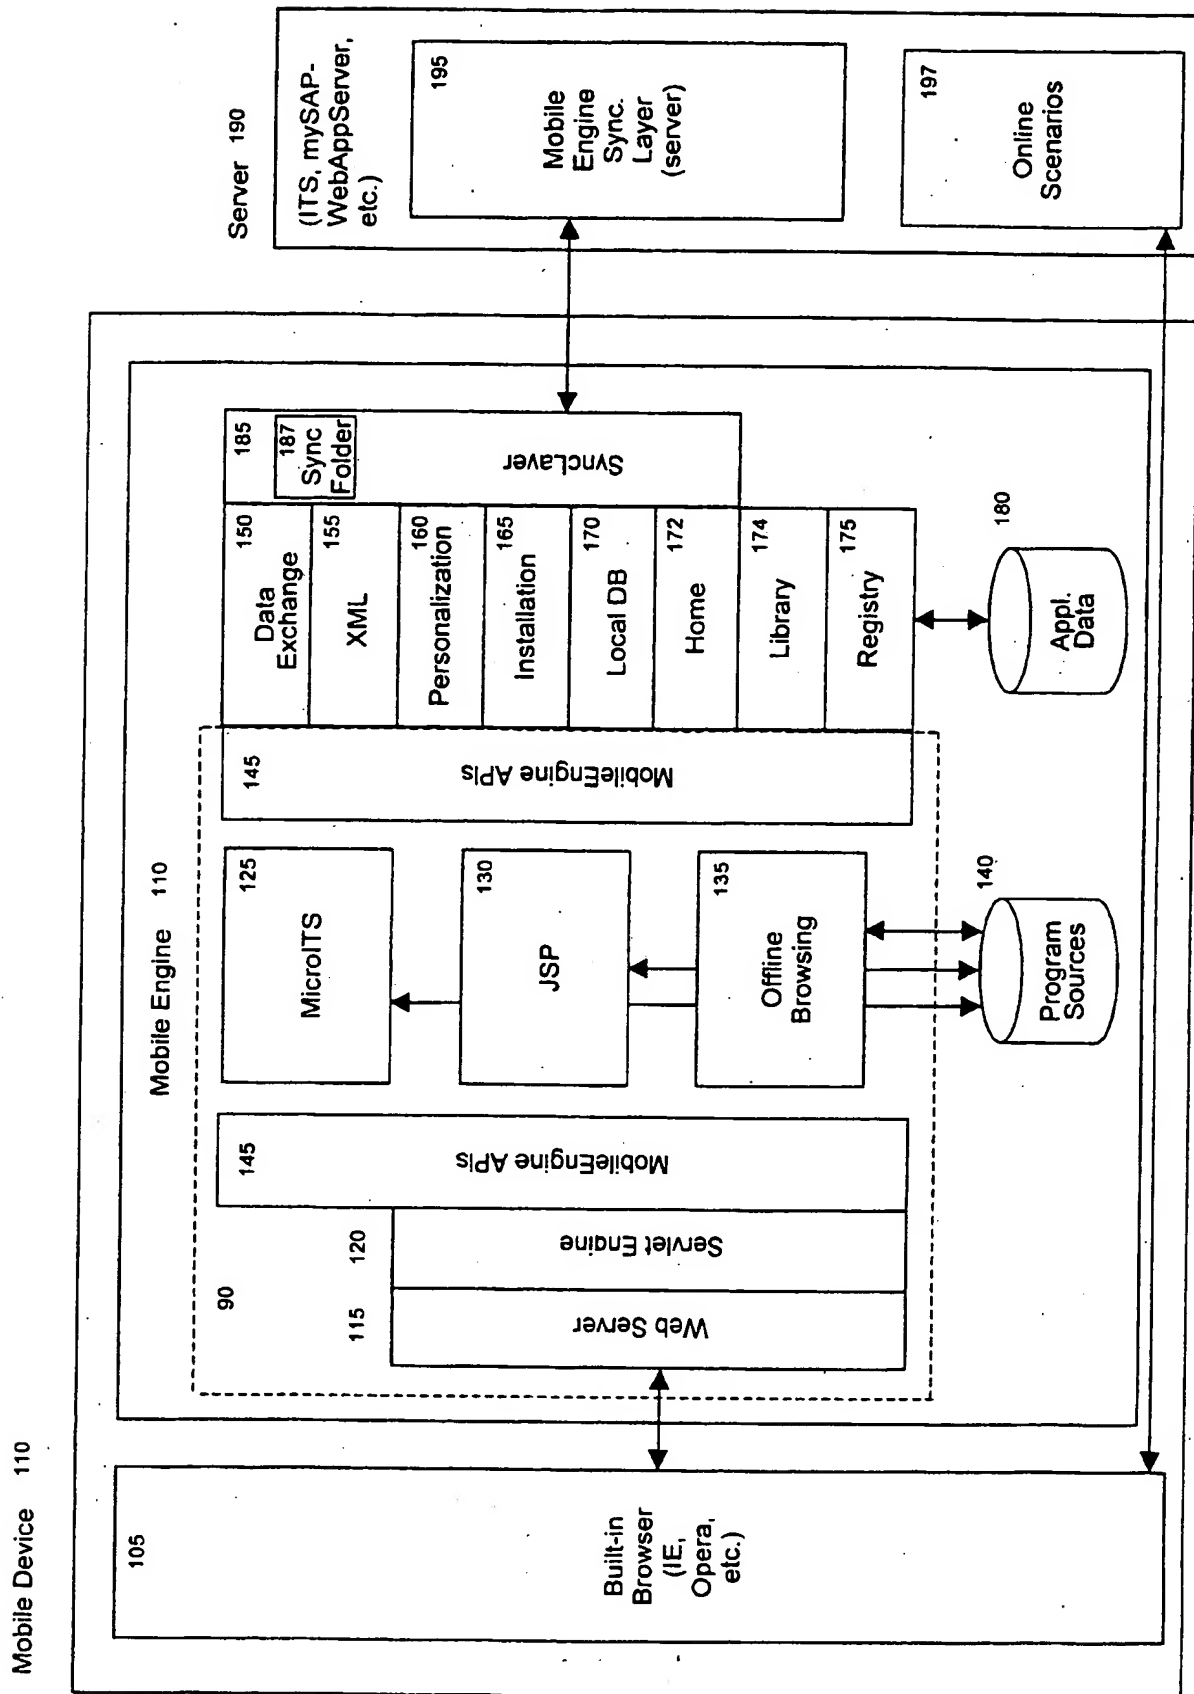 Mobile Device 110
105
Built-in
Browser
(IE,
Opera,
etc.)
Mobile Engine 110
90
115
Web Server
120
Servlet Engine
145
MobileEngine APIs
125
MicroITS
130
JSP
135
Offline
Browsing
140
Program
Sources
145
MobileEngine APIs
150
Data
Exchange
155
XML
160
Personalization
165
Installation
170
Local DB
172
Home
174
Library
175
Registry
180
Appl.
Data
185
187
Sync
Folder
SyncLayer
Server 190
(ITS, mySAP-
WebAppServer,
etc.)
195
Mobile
Engine
Sync.
Layer
(server)
197
Online
Scenarios